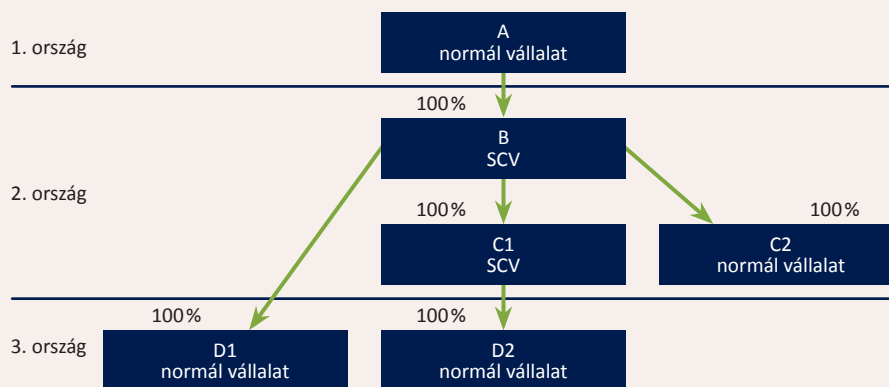 1. ország
A
normál vállalat
100 %
B
SCV
2. ország
100 %
100 %
C1
SCV
C2
normál vállalat
100 %
100 %
3. ország
D1
normál vállalat
D2
normál vállalat